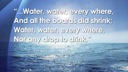 "...Water, water, every where,
And all the boards did shrink;
Water, water, every where,
Nor any drop to drink."